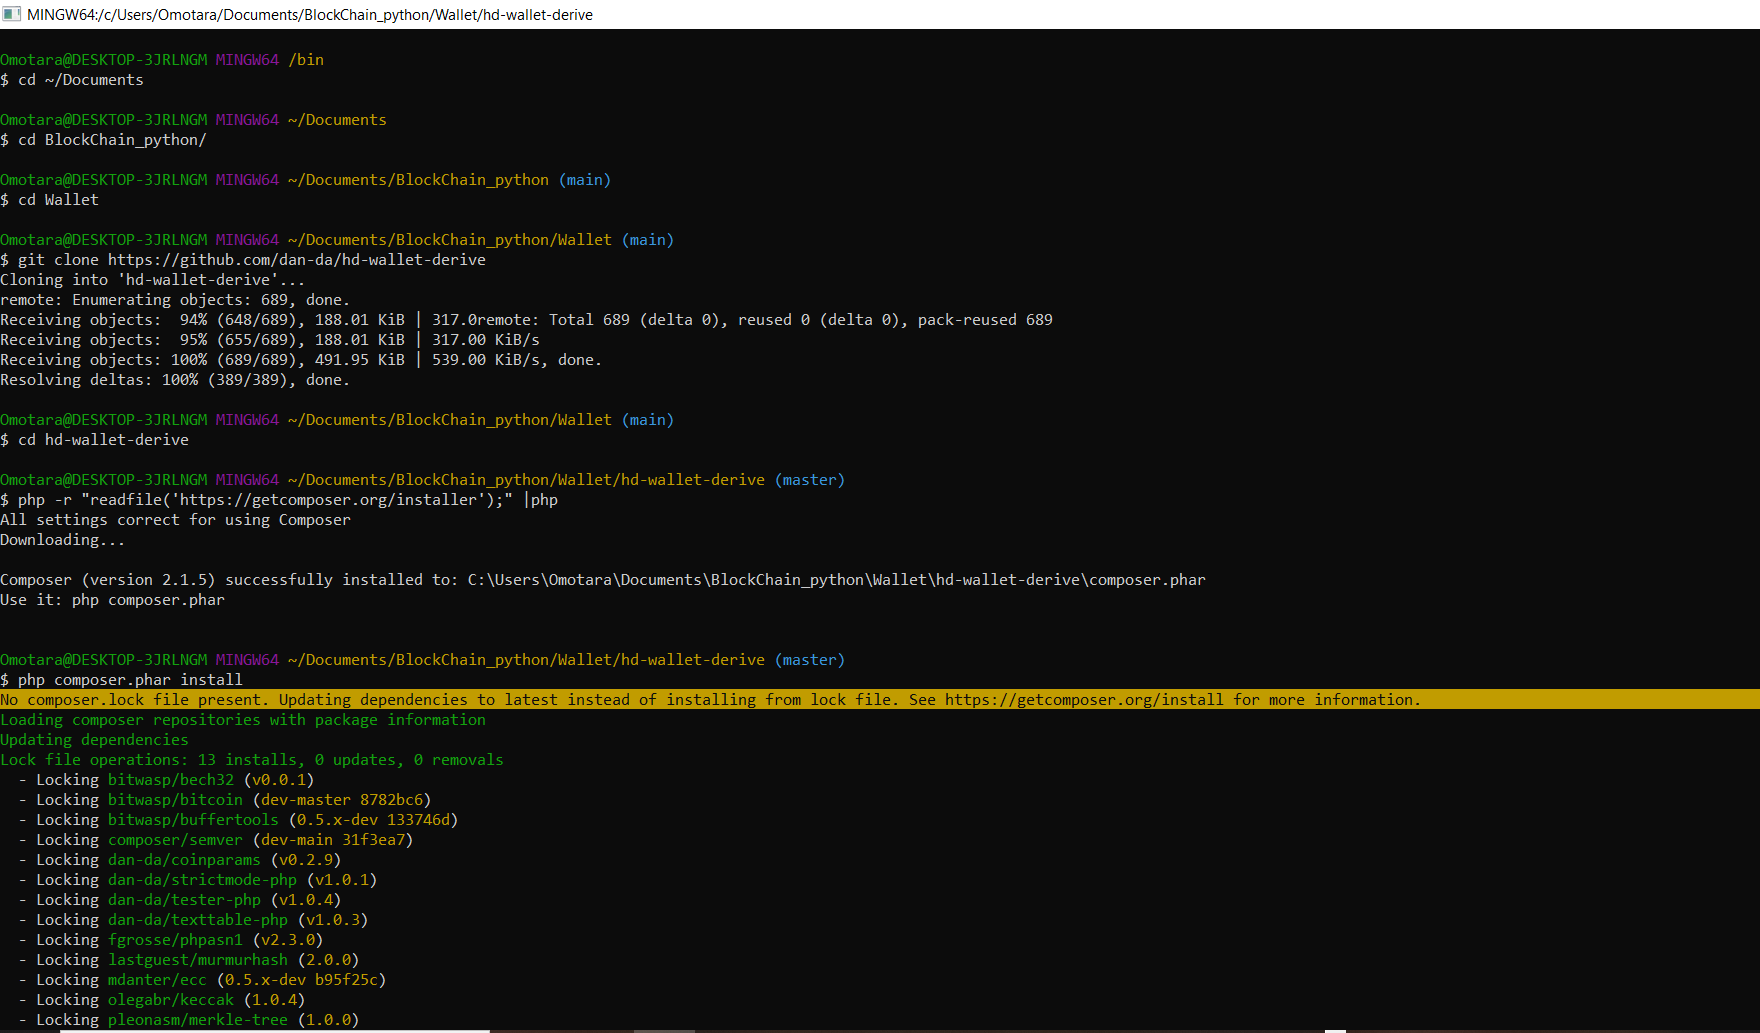 MINGW64:/c/Users/Omotara/Documents/BlockChain_python/Wallet/hd-wallet-derive
Omotara@DESKTOP-3JRLNGM MINGW64 /bin
$ cd ~/Documents
Omotara@DESKTOP-3JRLNGM MINGW64 ~/Documents
$ cd BlockChain_python/
Omotara@DESKTOP-3JRLNGM MINGW64 ~/Documents/BlockChain_python (main)
$ cd Wallet
Omotara@DESKTOP-3JRLNGM MINGW64 ~/Documents/BlockChain_python/Wallet (main)
$ git clone https://github.com/dan-da/hd-wallet-derive
Cloning into 'hd-wallet-derive'...
remote: Enumerating objects: 689, done.
Receiving objects:  94% (648/689), 188.01 KiB | 317.0remote: Total 689 (delta 0), reused 0 (delta 0), pack-reused 689
Receiving objects:  95% (655/689), 188.01 KiB | 317.00 KiB/s
Receiving objects: 100% (689/689), 491.95 KiB | 539.00 KiB/s, done.
Resolving deltas: 100% (389/389), done.
Omotara@DESKTOP-3JRLNGM MINGW64 ~/Documents/BlockChain_python/Wallet (main)
$ cd hd-wallet-derive
Omotara@DESKTOP-3JRLNGM MINGW64 ~/Documents/BlockChain_python/Wallet/hd-wallet-derive (master)
$ php -r "readfile('https://getcomposer.org/installer');" |php
All settings correct for using Composer
Downloading...
Composer (version 2.1.5) successfully installed to: C:\Users\Omotara\Documents\BlockChain_python\Wallet\hd-wallet-derive\composer.phar
Use it: php composer.phar
Omotara@DESKTOP-3JRLNGM MINGW64 ~/Documents/BlockChain_python/Wallet/hd-wallet-derive (master)
$ php composer.phar install
No composer.lock file present. Updating dependencies to latest instead of installing from lock file. See https://getcomposer.org/install for more information.
Loading composer repositories with package information
Updating dependencies
Lock file operations: 13 installs, 0 updates, 0 removals
  - Locking bitwasp/bech32 (v0.0.1)
  - Locking bitwasp/bitcoin (dev-master 8782bc6)
  - Locking bitwasp/buffertools (0.5.x-dev 133746d)
  - Locking composer/semver (dev-main 31f3ea7)
  - Locking dan-da/coinparams (v0.2.9)
  - Locking dan-da/strictmode-php (v1.0.1)
  - Locking dan-da/tester-php (v1.0.4)
  - Locking dan-da/texttable-php (v1.0.3)
  - Locking fgrosse/phpasn1 (v2.3.0)
  - Locking lastguest/murmurhash (2.0.0)
  - Locking mdanter/ecc (0.5.x-dev b95f25c)
  - Locking olegabr/keccak (1.0.4)
  - Locking pleonasm/merkle-tree (1.0.0)